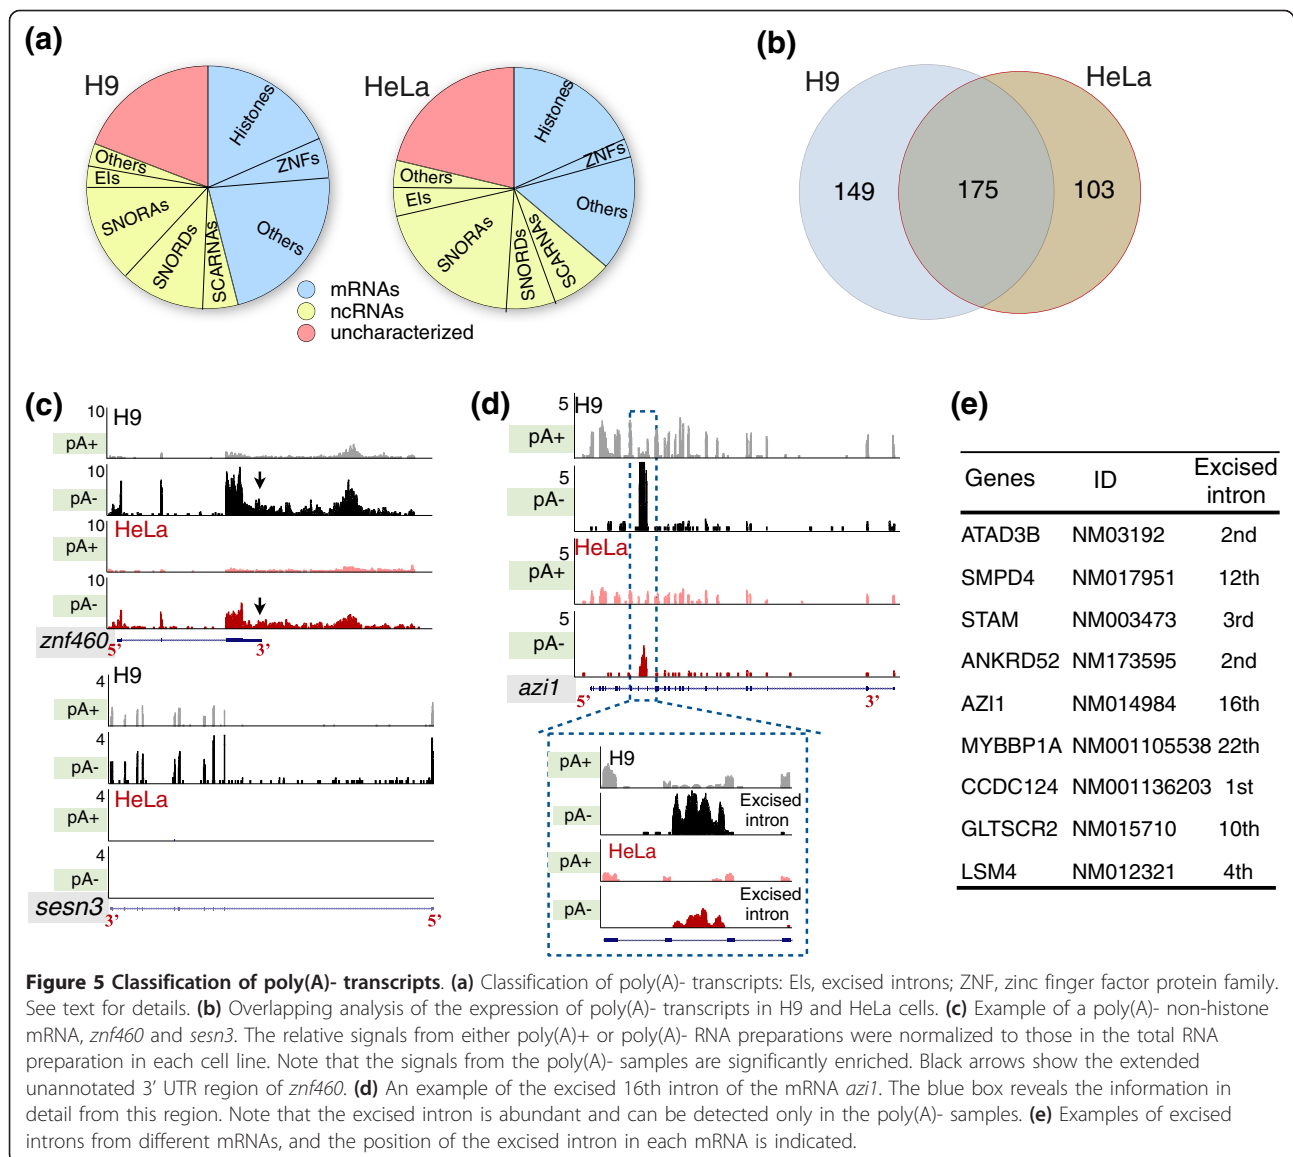 (a)
H9
Histones
ZNFs
Others
SCARNAs
SNORDs
SNORAs
EIs
Others
HeLa
Histones
ZNFs
Others
SCARNAs
SNORDs
SNORAs
EIs
Others
mRNAs
ncRNAs
uncharacterized
(b)
H9
HeLa
149
175
103
(c)
10
H9
pA+
10
pA-
10
HeLa
pA+
10
pA-
znf460
5’
3’
H9
4
pA+
4
pA-
4
HeLa
pA+
4
pA-
sesn3
3’
5’
(d)
5
H9
pA+
5
pA-
HeLa
5
pA+
5
pA-
azi1
5’
3’
H9
pA+
pA-
Excised
intron
HeLa
pA+
pA-
Excised
intron
(e)
Genes ID Excised intron
ATAD3B NM03192 2nd
SMPD4 NM017951 12th
STAM NM003473 3rd
ANKRD52 NM173595 2nd
AZI1 NM014984 16th
MYBBP1A NM001105538 22th
CCDC124 NM001136203 1st
GLTSCR2 NM015710 10th
LSM4 NM012321 4th
Figure 5 Classification of poly(A)- transcripts. (a) Classification of poly(A)- transcripts: EIs, excised introns; ZNF, zinc finger factor protein family.
See text for details. (b) Overlapping analysis of the expression of poly(A)- transcripts in H9 and HeLa cells. (c) Example of a poly(A)- non-histone
mRNA, znf460 and sesn3. The relative signals from either poly(A)+ or poly(A)- RNA preparations were normalized to those in the total RNA
preparation in each cell line. Note that the signals from the poly(A)- samples are significantly enriched. Black arrows show the extended
unannotated 3’ UTR region of znf460. (d) An example of the excised 16th intron of the mRNA azi1. The blue box reveals the information in
detail from this region. Note that the excised intron is abundant and can be detected only in the poly(A)- samples. (e) Examples of excised
introns from different mRNAs, and the position of the excised intron in each mRNA is indicated.